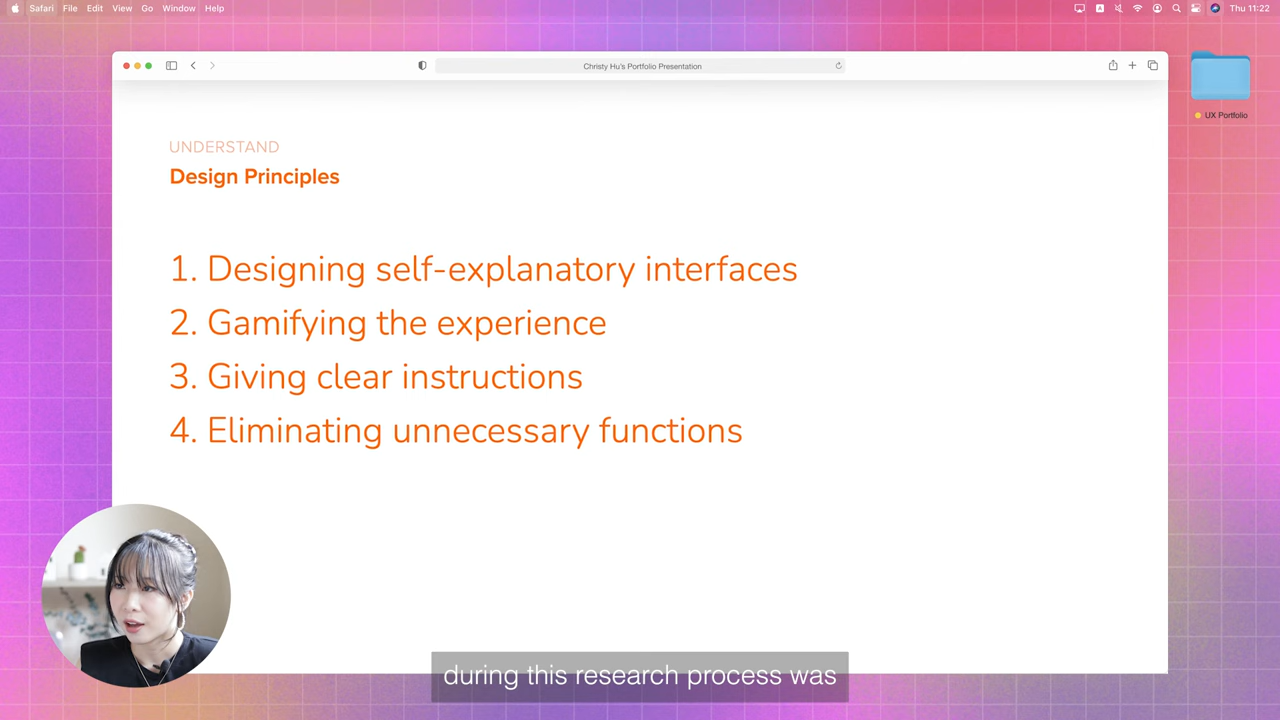 Safari File Edit View Go Window Help
A
Thu 11:22
Christy Hu's Portfolio Presentation
UX Portfolio
UNDERSTAND
Design Principles
1. Designing self-explanatory interfaces
2. Gamifying the experience
3. Giving clear instructions
4. Eliminating unnecessary functions
during this research process was